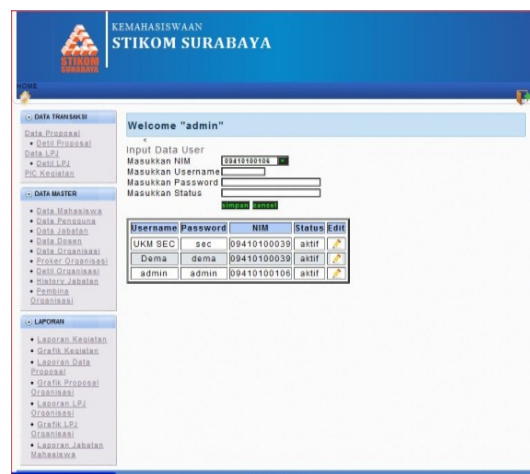 STIKOM
SURABAYA
KEMAHASISWAAN
STIKOM SURABAYA
HOME
DATA TRANSAKSI
Data Proposal
Detil Proposal
Data LPJ
Detil LPJ
PIC Kegiatan
DATA MASTER
Data Mahasiswa
Data Pengguna
Data Jabatan
Data Dosen
Data Organisasi
Proker Organisasi
Detil Organisasi
History Jabatan
Pembina
Organisasi
LAPORAN
Laporan Kegiatan
Grafik Kegiatan
Laporan Data
Proposal
Grafik Proposal
Organisasi
Laporan LPJ
Organisasi
Grafik LPJ
Organisasi
Laporan Jabatan
Mahasiswa
Welcome "admin"
Input Data User
Masukkan NIM 09410100106
Masukkan Username
Masukkan Password
Masukkan Status
simpan cancel
Username Password NIM Status Edit
UKM SEC sec 09410100039 aktif
Dema dema 09410100039 aktif
admin admin 09410100106 aktif